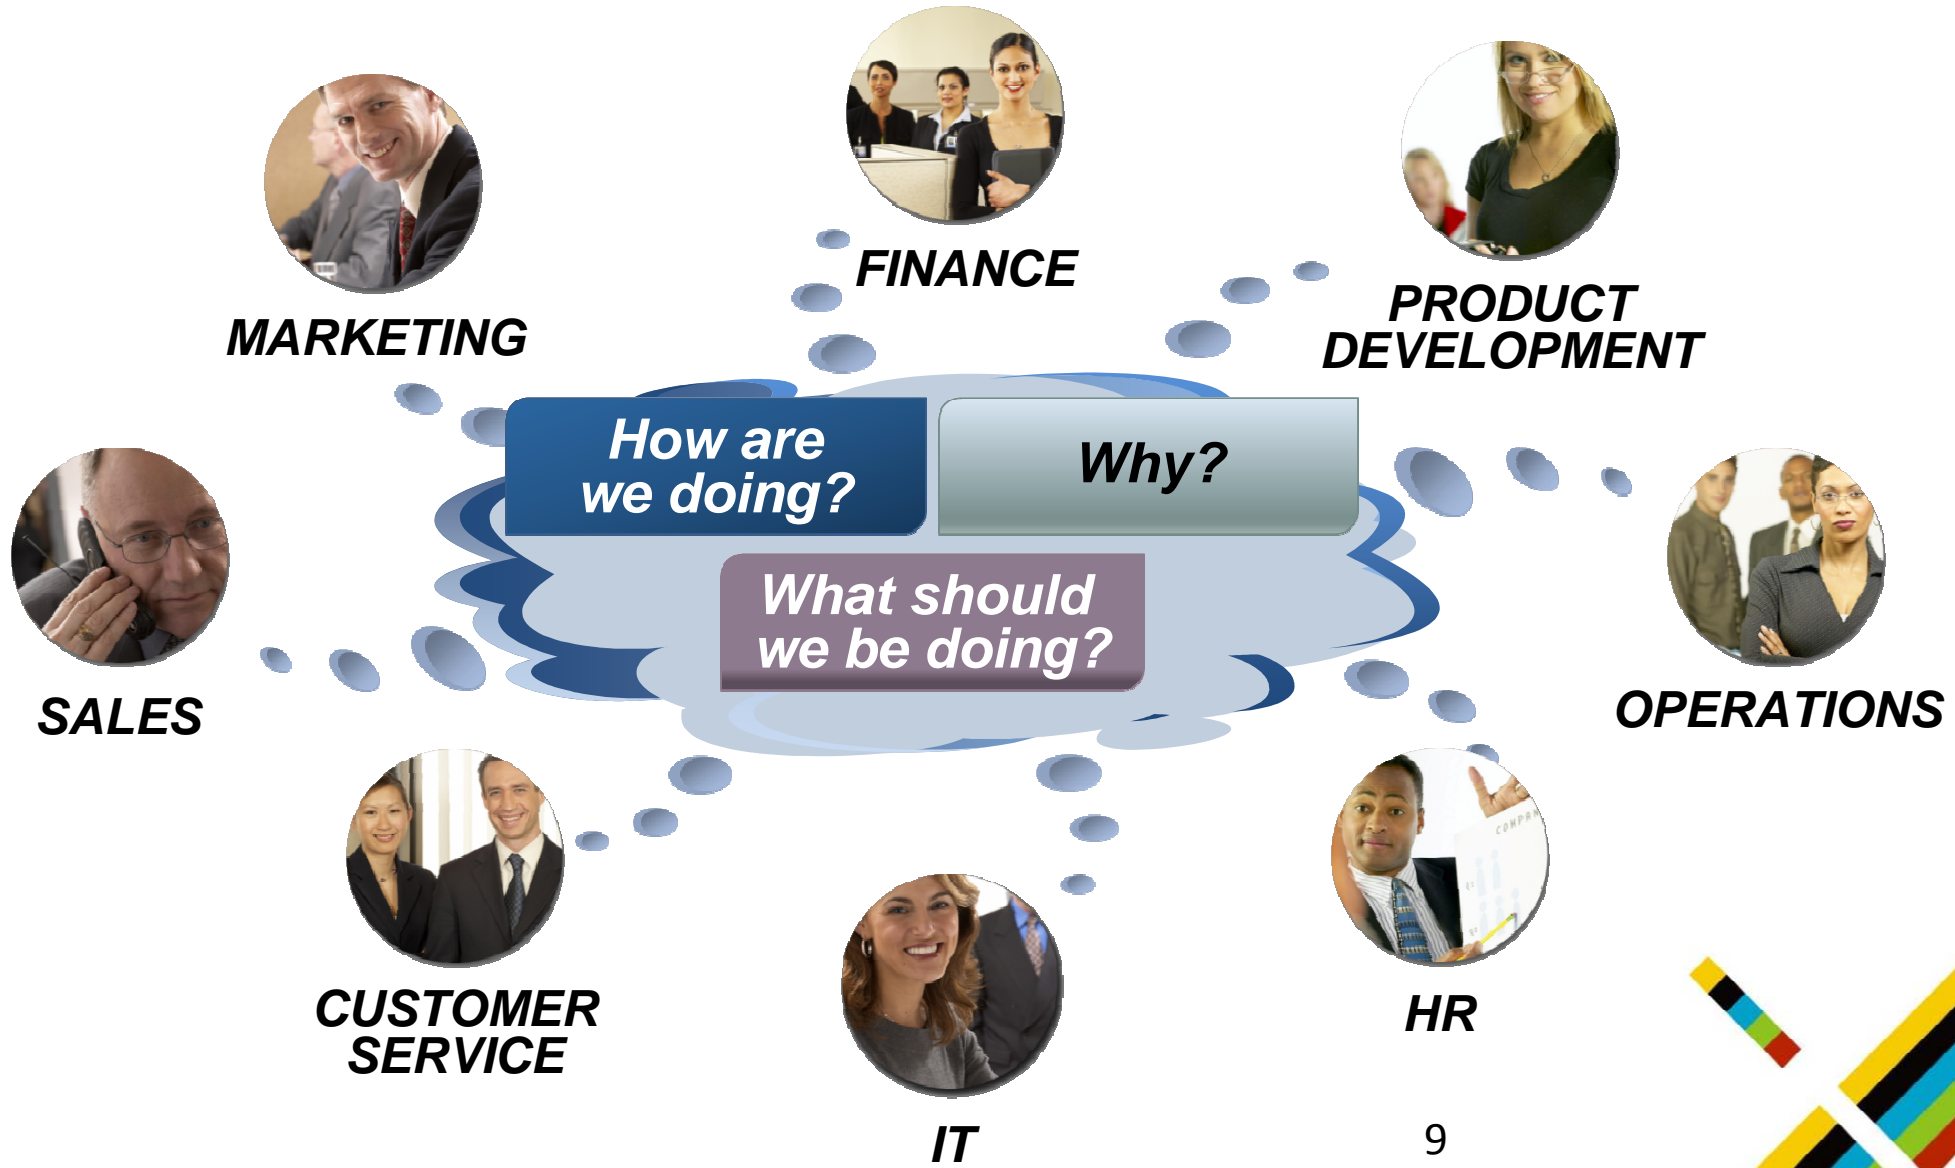 FINANCE
PRODUCT
DEVELOPMENT
MARKETING
How are
we doing?
Why?
What should
we be doing?
SALES
OPERATIONS
COMPAN
CUSTOMER
SERVICE
HR
IT
9